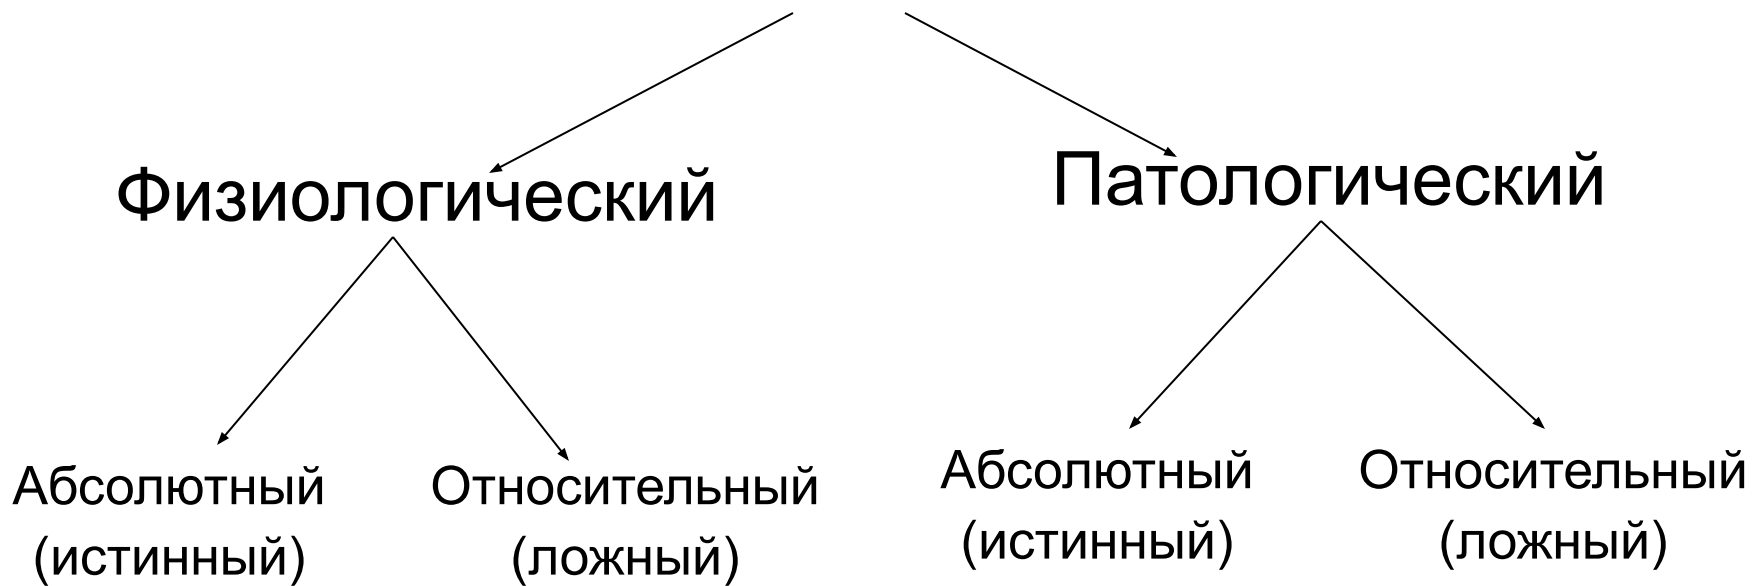 Физиологический
Патологический
Абсолютный
(истинный)
Относительный
(ложный)
Абсолютный
(истинный)
Относительный
(ложный)